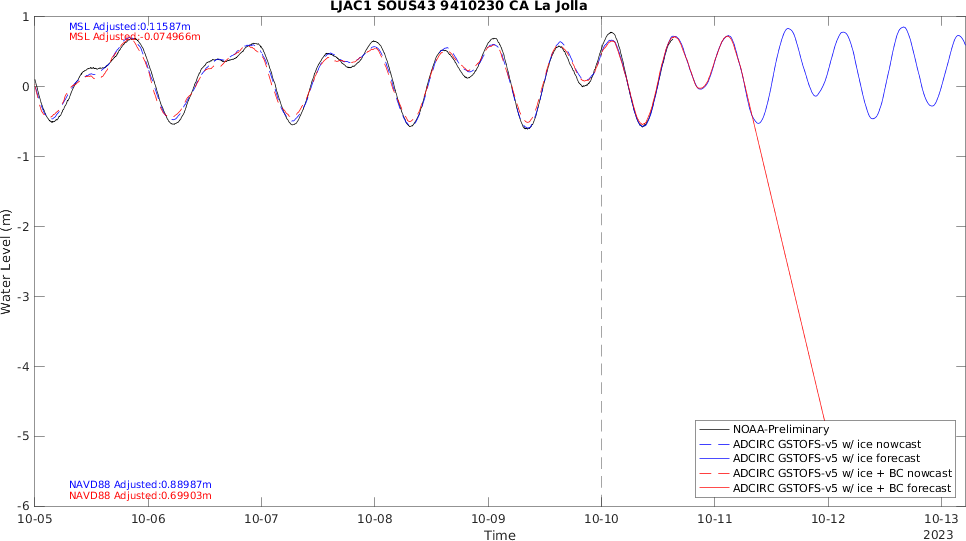 LJAC1 SOUS43 9410230 CA La Jolla
MSL Adjusted:0.11587m
MSL Adjusted:-0.074966m
1
0
-1
-2
-3
-4
-5
-6
Water Level (m)
NOAA-Preliminary
ADCIRC GSTOFS-v5 w/ ice nowcast
ADCIRC GSTOFS-v5 w/ ice forecast
ADCIRC GSTOFS-v5 w/ ice + BC nowcast
ADCIRC GSTOFS-v5 w/ ice + BC forecast
NAVD88 Adjusted:0.88987m
NAVD88 Adjusted:0.69903m
10-05 10-06 10-07 10-08 10-09 10-10 10-11 10-12 10-13
Time
2023